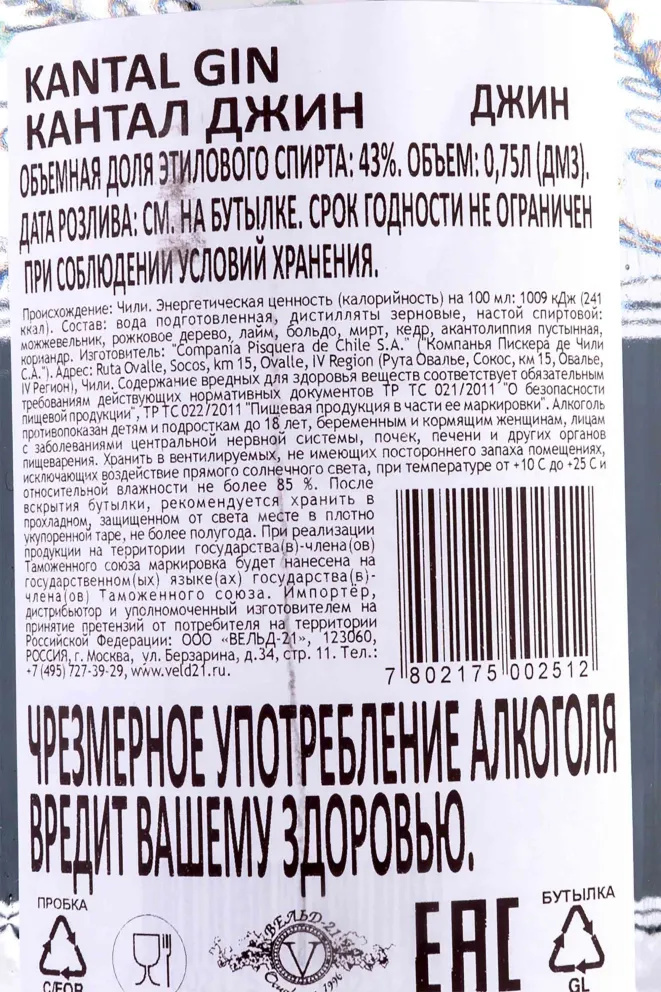 KANTAL GIN
КАНТАЛ ДЖИН ДЖИН
ОБЪЕМНАЯ ДОЛЯ ЭТИЛОВОГО СПИРТА: 43%. ОБЪЕМ: 0,75Л (ДМ3).
ДАТА РОЗЛИВА: СМ. НА БУТЫЛКЕ. СРОК ГОДНОСТИ НЕ ОГРАНИЧЕН
ПРИ СОБЛЮДЕНИИ УСЛОВИЙ ХРАНЕНИЯ.
Происхождение: Чили. Энергетическая ценность (калорийность) на 100 мл: 1009 кДж (241
ккал). Состав: вода подготовленная, дистилляты зерновые, настой спиртовой:
можжевельник, рожковое дерево, лайм, больдо, мирт, кедр, акантолиппия пустынная,
кориандр. Изготовитель: "Compania Pisquera de Chile S.A." ("Компанья Пискера де Чили
С.А."). Адрес: Ruta Ovalle, Socos, km 15, Ovalle, IV Region (Рута Овалье, Сокос, км 15, Овалье,
IV Регион), Чили. Содержание вредных для здоровья веществ соответствует обязательным
требованиям действующих нормативных документов ТР ТС 021/2011 "О безопасности
пищевой продукции", ТР ТС 022/2011 "Пищевая продукция в части ее маркировки". Алкоголь
противопоказан детям и подросткам до 18 лет, беременным и кормящим женщинам, лицам
с заболеваниями центральной нервной системы, почек, печени и других органов
пищеварения. Хранить в вентилируемых, не имеющих постороннего запаха помещениях,
исключающих воздействие прямого солнечного света, при температуре от +10 С до +25 С и
относительной влажности не более 85 %. После
вскрытия бутылки, рекомендуется хранить в
прохладном, защищенном от света месте в плотно
укупоренной таре, не более полугода. При реализации
продукции на территории государства(в)-члена(ов)
Таможенного союза маркировка будет нанесена на
государственном(ых) языке(ах) государства(в)-
члена(ов) Таможенного союза. Импортёр,
дистрибьютор и уполномоченный изготовителем на
принятие претензий от потребителя на территории
Российской Федерации: ООО «ВЕЛЬД-21», 123060,
РОССИЯ, г. Москва, ул. Берзарина, д.34, стр. 11. Тел.:
+7 (495) 727-39-29, www.veld21.ru.
7 802175 002512
ЧРЕЗМЕРНОЕ УПОТРЕБЛЕНИЕ АЛКОГОЛЯ
ВРЕДИТ ВАШЕМУ ЗДОРОВЬЮ.
ПРОБКА БУТЫЛКА
ВЕЛЬД-21
V
1996
EAC
C/FOR GL